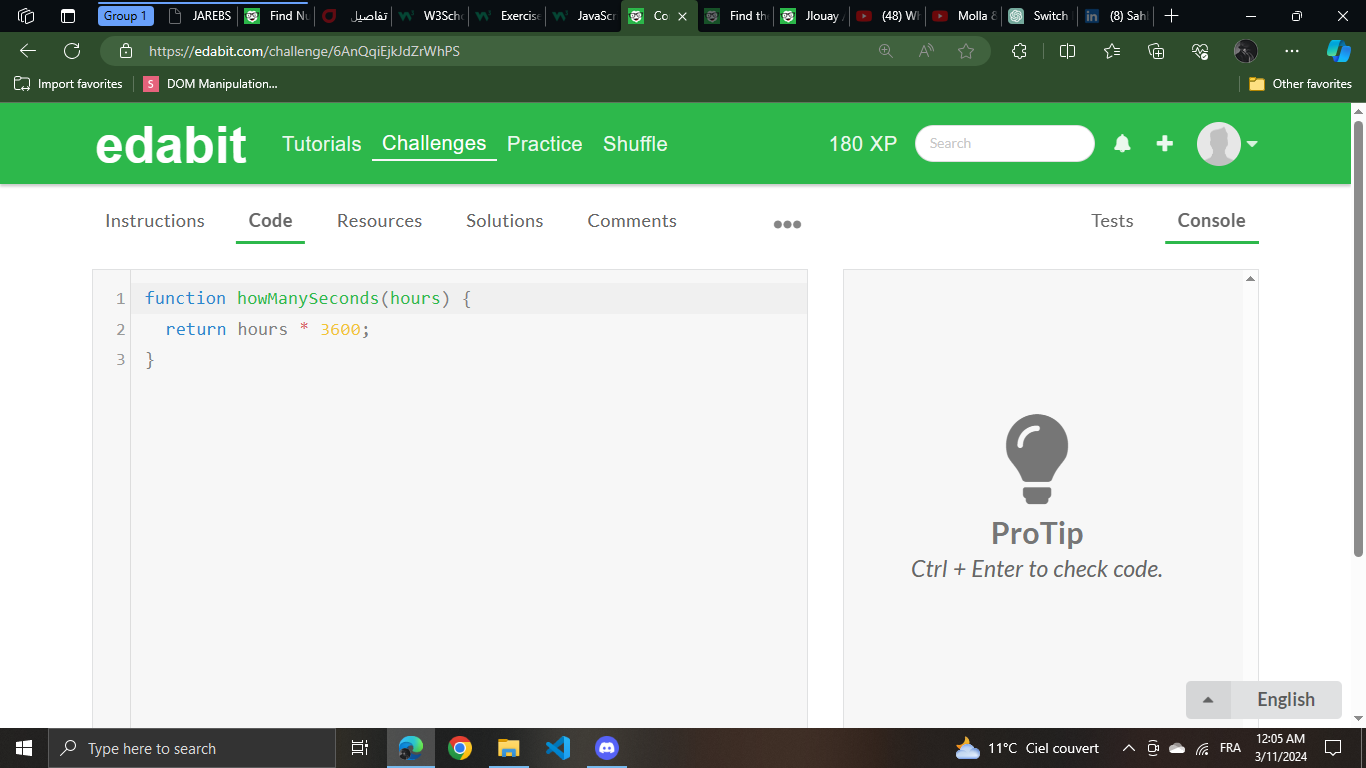 Group 1
JAREBS
Find Nu
تفاصيل
W3Scho
Exercise
JavaScr
Co
Find th
Jlouay
(48) W
Molla &
Switch
(8) Sah
https://edabit.com/challenge/6AnQqiEjkJdZrWhPS
Import favorites
S
DOM Manipulation...
Other favorites
edabit
Tutorials
Challenges
Practice
Shuffle
180 XP
Search
Instructions
Code
Resources
Solutions
Comments
Tests
Console
1 function howManySeconds(hours) {
2 return hours * 3600;
3 }
ProTip
Ctrl + Enter to check code.
English
Type here to search
11°C Ciel couvert
FRA
12:05 AM
3/11/2024